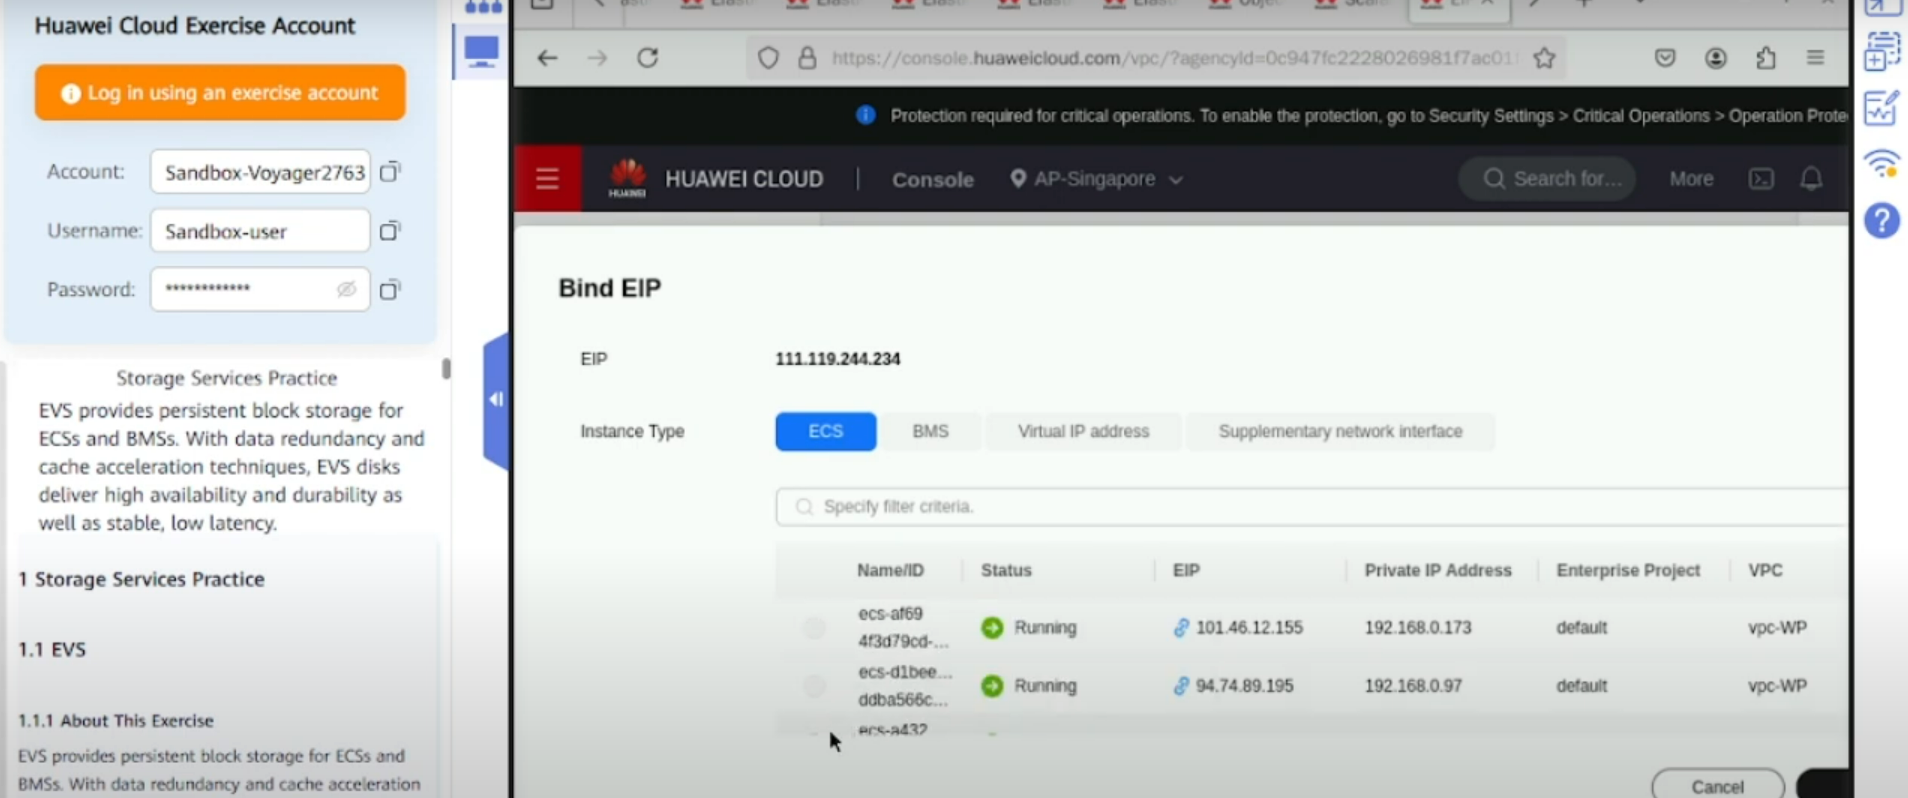 Huawei Cloud Exercise Account
Log in using an exercise account
Account: Sandbox-Voyager2763
Username: Sandbox-user
Password: ************
Storage Services Practice
EVS provides persistent block storage for
ECSs and BMSs. With data redundancy and
cache acceleration techniques, EVS disks
deliver high availability and durability as
well as stable, low latency.
1 Storage Services Practice
1.1 EVS
1.1.1 About This Exercise
EVS provides persistent block storage for ECSs and
BMSs. With data redundancy and cache acceleration
https://console.huaweicloud.com/vpc/?agencyId=0c947fc2228026981f7ac01
Protection required for critical operations. To enable the protection, go to Security Settings > Critical Operations > Operation Prote
HUAWEI
HUAWEI CLOUD | Console AP-Singapore Search for... More
Bind EIP
EIP 111.119.244.234
Instance Type ECS BMS Virtual IP address Supplementary network interface
Specify filter criteria.
Name/ID Status EIP Private IP Address Enterprise Project VPC
ecs-af69
4f3d79cd-... Running 101.46.12.155 192.168.0.173 default vpc-WP
ecs-d1bee...
ddba566c... Running 94.74.89.195 192.168.0.97 default vpc-WP
ecs-a432
Cancel